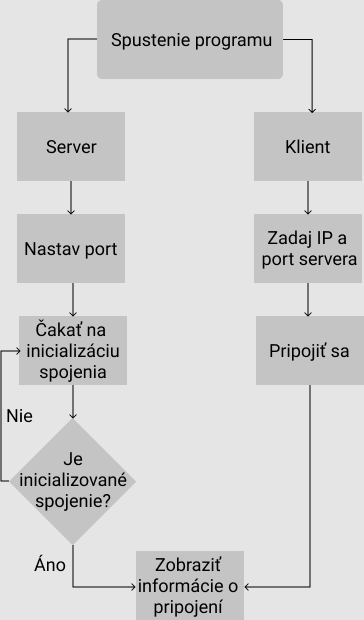 Spustenie programu
Server
Klient
Nastav port
Zadaj IP a
port servera
Čakať na
inicializáciu
spojenia
Pripojiť sa
Nie
Je
inicializované
spojenie?
Áno
Zobraziť
informácie o
pripojení